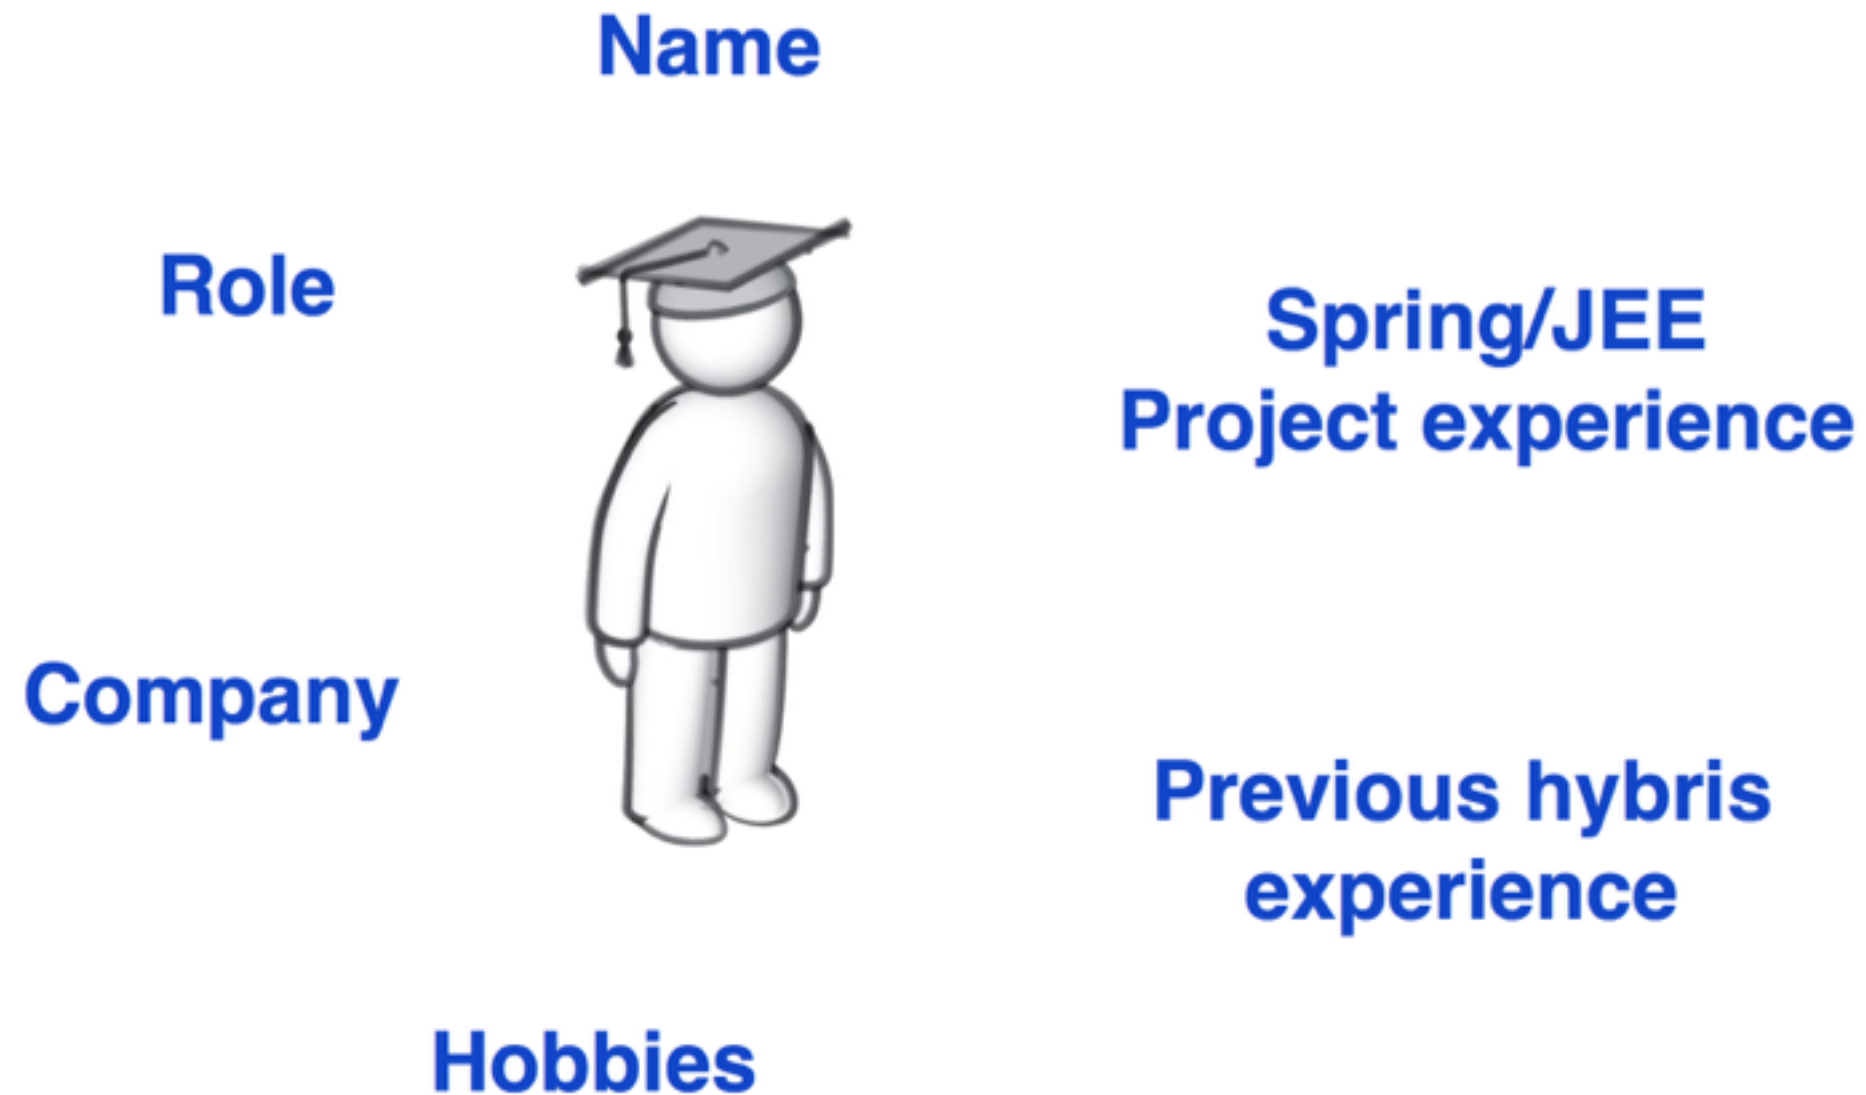 Name
Role
Spring/JEE
Project experience
Company
Previous hybris
experience
Hobbies